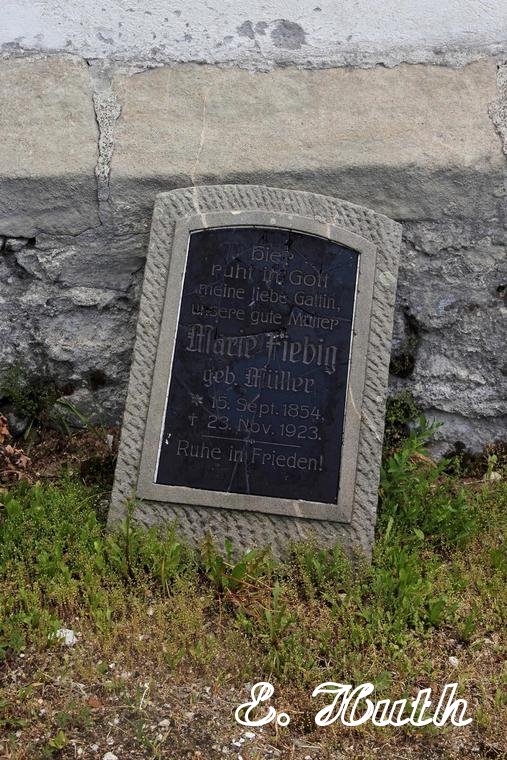 Hier
ruht in Gott
meine liebe Gattin,
unsere gute Mutter
Marie Fiebig
geb. Müller,
* 15. Sept. 1854,
† 23. Nov. 1923.
Ruhe in Frieden!
E. Huth